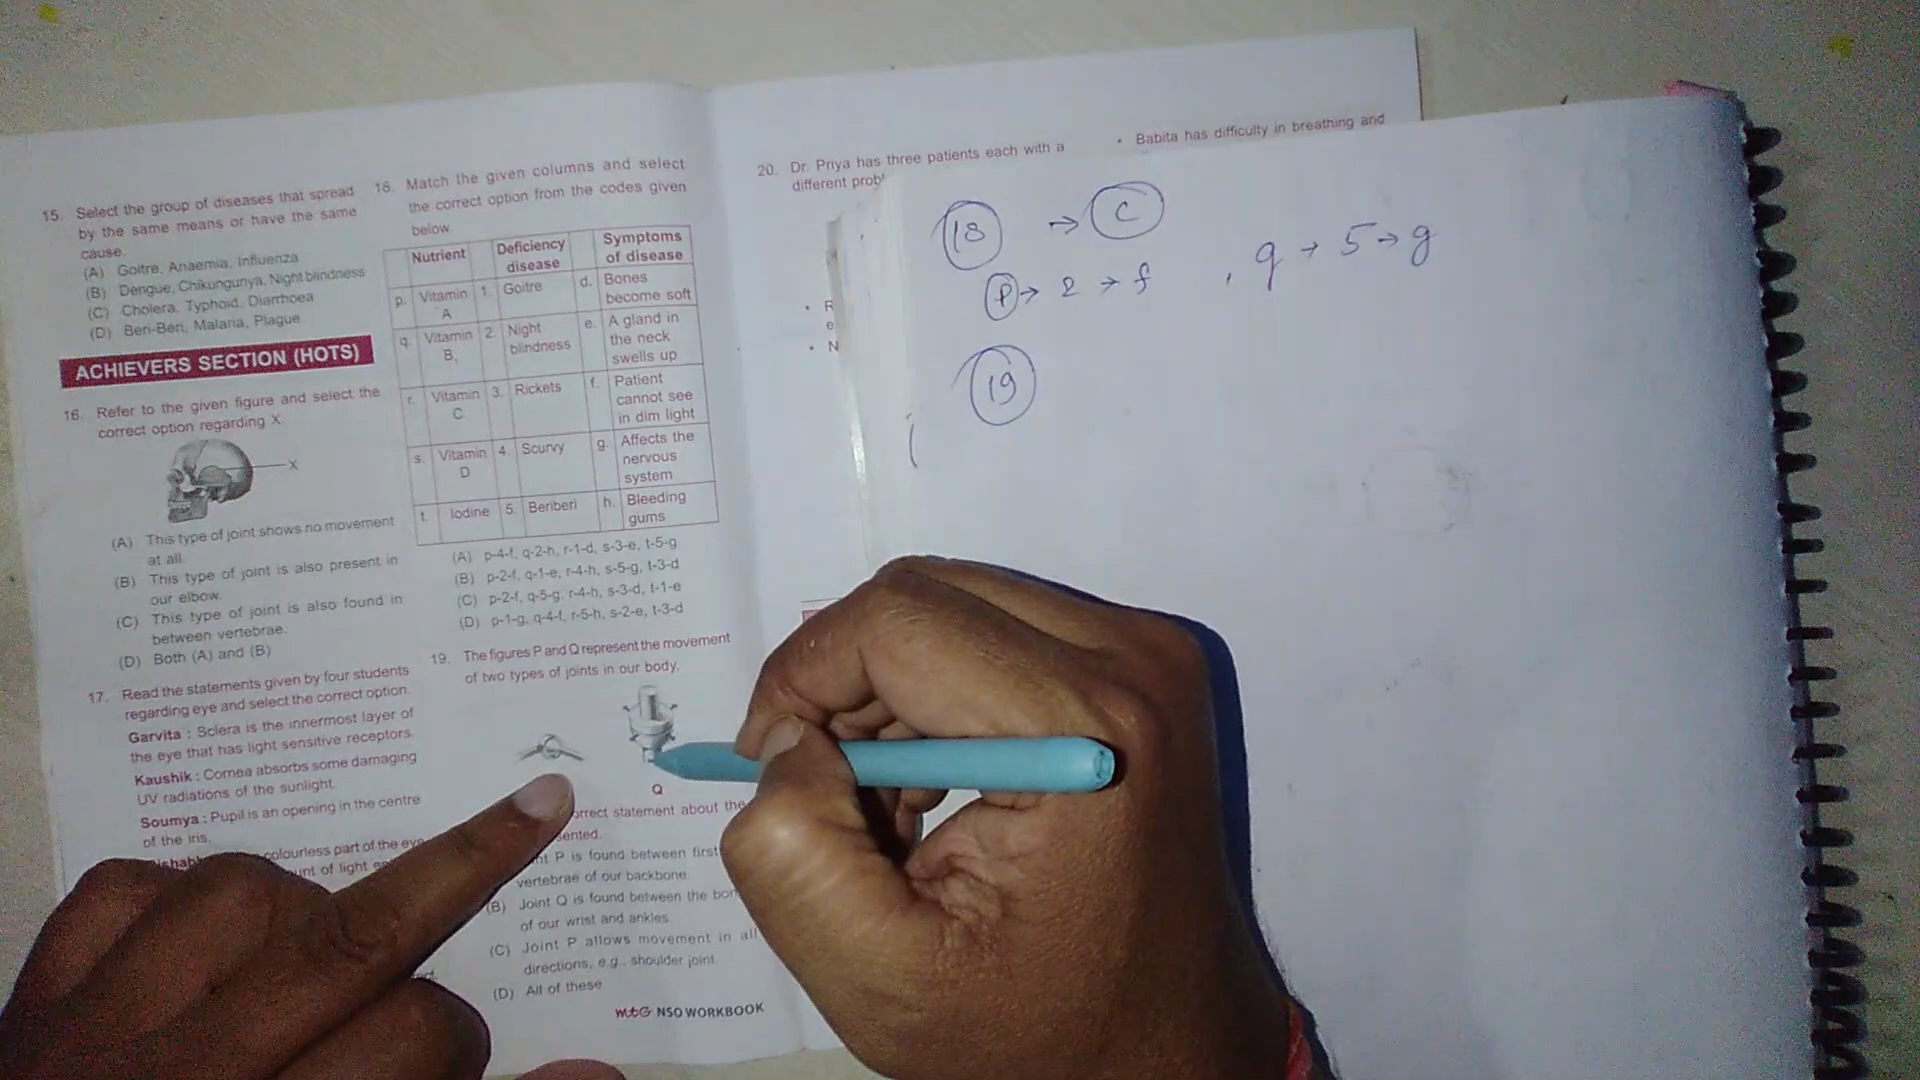 15. Select the group of diseases that spread
by the same means or have the same
cause.
(A) Goitre, Anaemia, Influenza
(B) Dengue, Chikungunya, Night blindness
(C) Cholera, Typhoid, Diarrhoea
(D) Beri-Beri, Malaria, Plague
ACHIEVERS SECTION (HOTS)
16. Refer to the given figure and select the
correct option regarding X.
X
(A) This type of joint shows no movement
at all.
(B) This type of joint is also present in
our elbow.
(C) This type of joint is also found in
between vertebrae.
(D) Both (A) and (B)
17. Read the statements given by four students
regarding eye and select the correct option.
Garvita : Sclera is the innermost layer of
the eye that has light sensitive receptors.
Kaushik : Cornea absorbs some damaging
UV radiations of the sunlight.
Soumya : Pupil is an opening in the centre
of the iris.
colourless part of the eye
of light
18. Match the given columns and select
the correct option from the codes given
below.
Nutrient Deficiency disease Symptoms of disease
p. Vitamin A 1. Goitre d. Bones become soft
q. Vitamin B1 2. Night blindness e. A gland in the neck swells up
r. Vitamin C 3. Rickets f. Patient cannot see in dim light
s. Vitamin D 4. Scurvy g. Affects the nervous system
t. Iodine 5. Beriberi h. Bleeding gums
(A) p-4-f, q-2-h, r-1-d, s-3-e, t-5-g
(B) p-2-f, q-1-e, r-4-h, s-5-g, t-3-d
(C) p-2-f, q-5-g, r-4-h, s-3-d, t-1-e
(D) p-1-g, q-4-f, r-5-h, s-2-e, t-3-d
19. The figures P and Q represent the movement
of two types of joints in our body.
Q
statement about the
P is found between first
vertebrae of our backbone.
(B) Joint Q is found between the
of our wrist and ankles.
(C) Joint P allows movement in all
directions, e.g., shoulder joint.
(D) All of these
mtG NSO WORKBOOK
20. Dr. Priya has three patients each with a
different
• Babita has difficulty in breathing and
18 → C
P → 2 → f , q → 5 → g
19